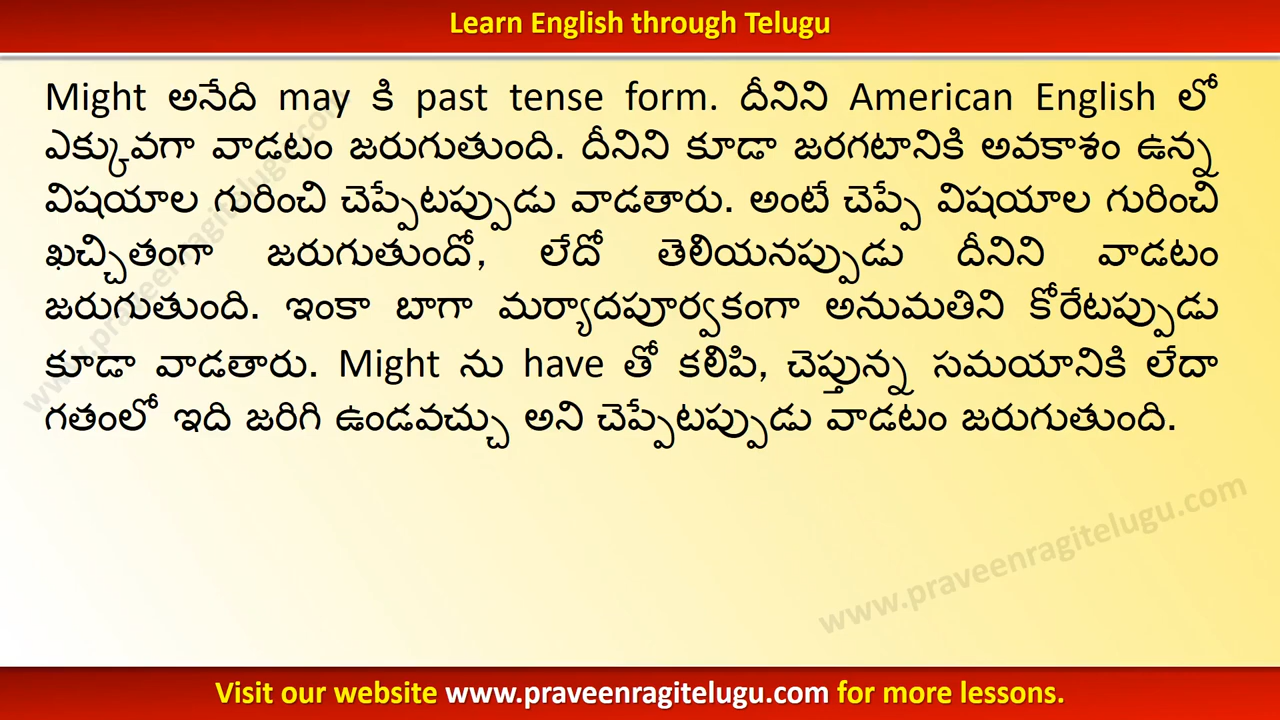 Learn English through Telugu
Might అనేది may కి past tense form. దీనిని American English లో
ఎక్కువగా వాడటం జరుగుతుంది. దీనిని కూడా జరగటానికి అవకాశం ఉన్న
విషయాల గురించి చెప్పేటప్పుడు వాడతారు. అంటే చెప్పే విషయాల గురించి
ఖచ్చితంగా జరుగుతుందో, లేదో తెలియనప్పుడు దీనిని వాడటం
జరుగుతుంది. ఇంకా బాగా మర్యాదపూర్వకంగా అనుమతిని కోరేటప్పుడు
కూడా వాడతారు. Might ను have తో కలిపి, చెప్తున్న సమయానికి లేదా
గతంలో ఇది జరిగి ఉండవచ్చు అని చెప్పేటప్పుడు వాడటం జరుగుతుంది.
www.praveenragitelugu.com
www.praveenragitelugu.com
Visit our website www.praveenragitelugu.com for more lessons.